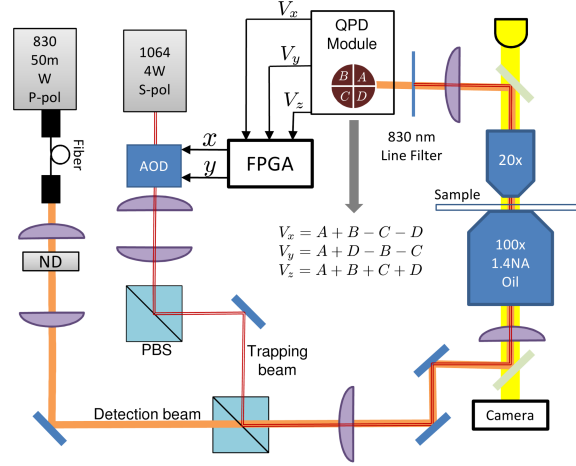 830
50m
W
P-pol
1064
4W
S-pol
V_x
V_y
V_z
QPD
Module
B A
C D
830 nm
Line Filter
Fiber
AOD
x
y
FPGA
20x
Sample
100x
1.4NA
Oil
V_x = A + B − C − D
V_y = A + D − B − C
V_z = A + B + C + D
ND
PBS
Trapping
beam
Detection beam
Camera